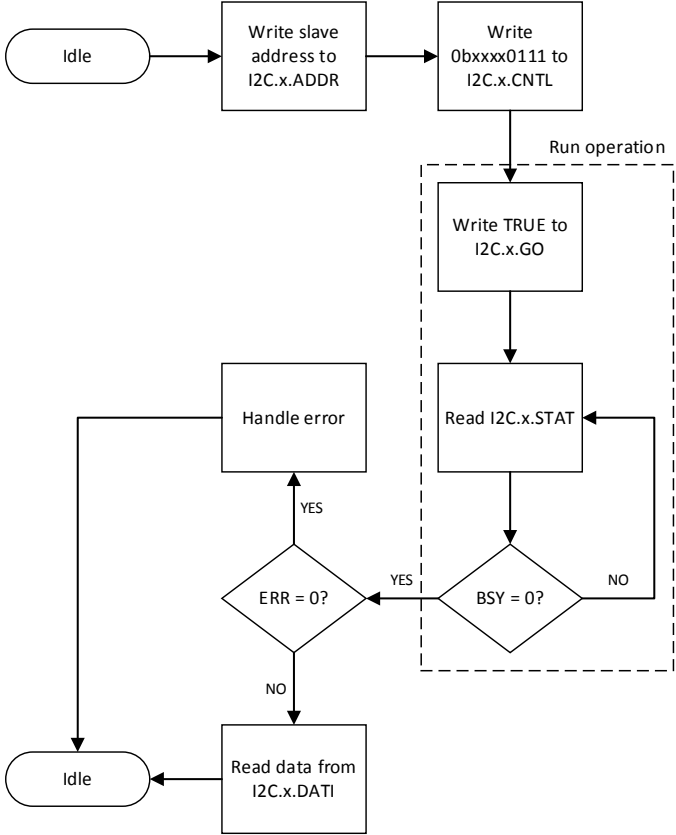 Idle
Write slave
address to
I2C.x.ADDR
Write
0bxxxx0111 to
I2C.x.CNTL
Run operation
Write TRUE to
I2C.x.GO
Handle error
Read I2C.x.STAT
YES
ERR = 0?
YES
BSY = 0?
NO
NO
Idle
Read data from
I2C.x.DATI